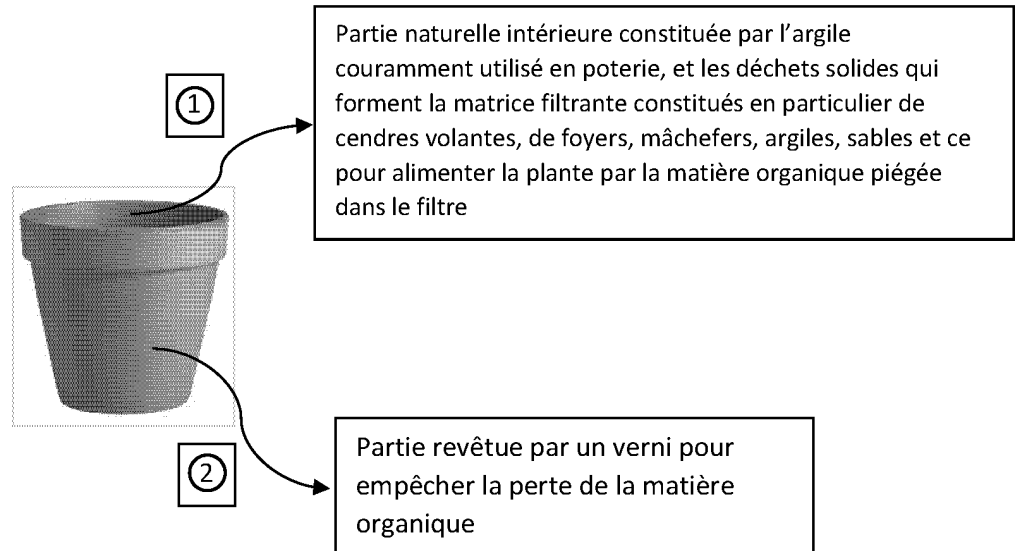 Partie naturelle intérieure constituée par l’argile
couramment utilisé en poterie, et les déchets solides qui
forment la matrice filtrante constitués en particulier de
cendres volantes, de foyers, mâchefers, argiles, sables et ce
pour alimenter la plante par la matière organique piégée
dans le filtre
①
②
Partie revêtue par un verni pour
empêcher la perte de la matière
organique